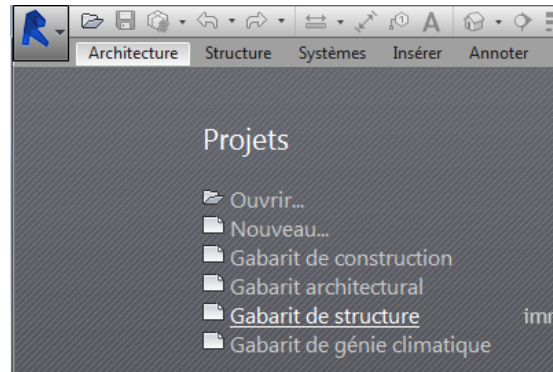 Architecture Structure Systèmes Insérer Annoter
Projets
Ouvrir...
Nouveau...
Gabarit de construction
Gabarit architectural
Gabarit de structure
Gabarit de génie climatique